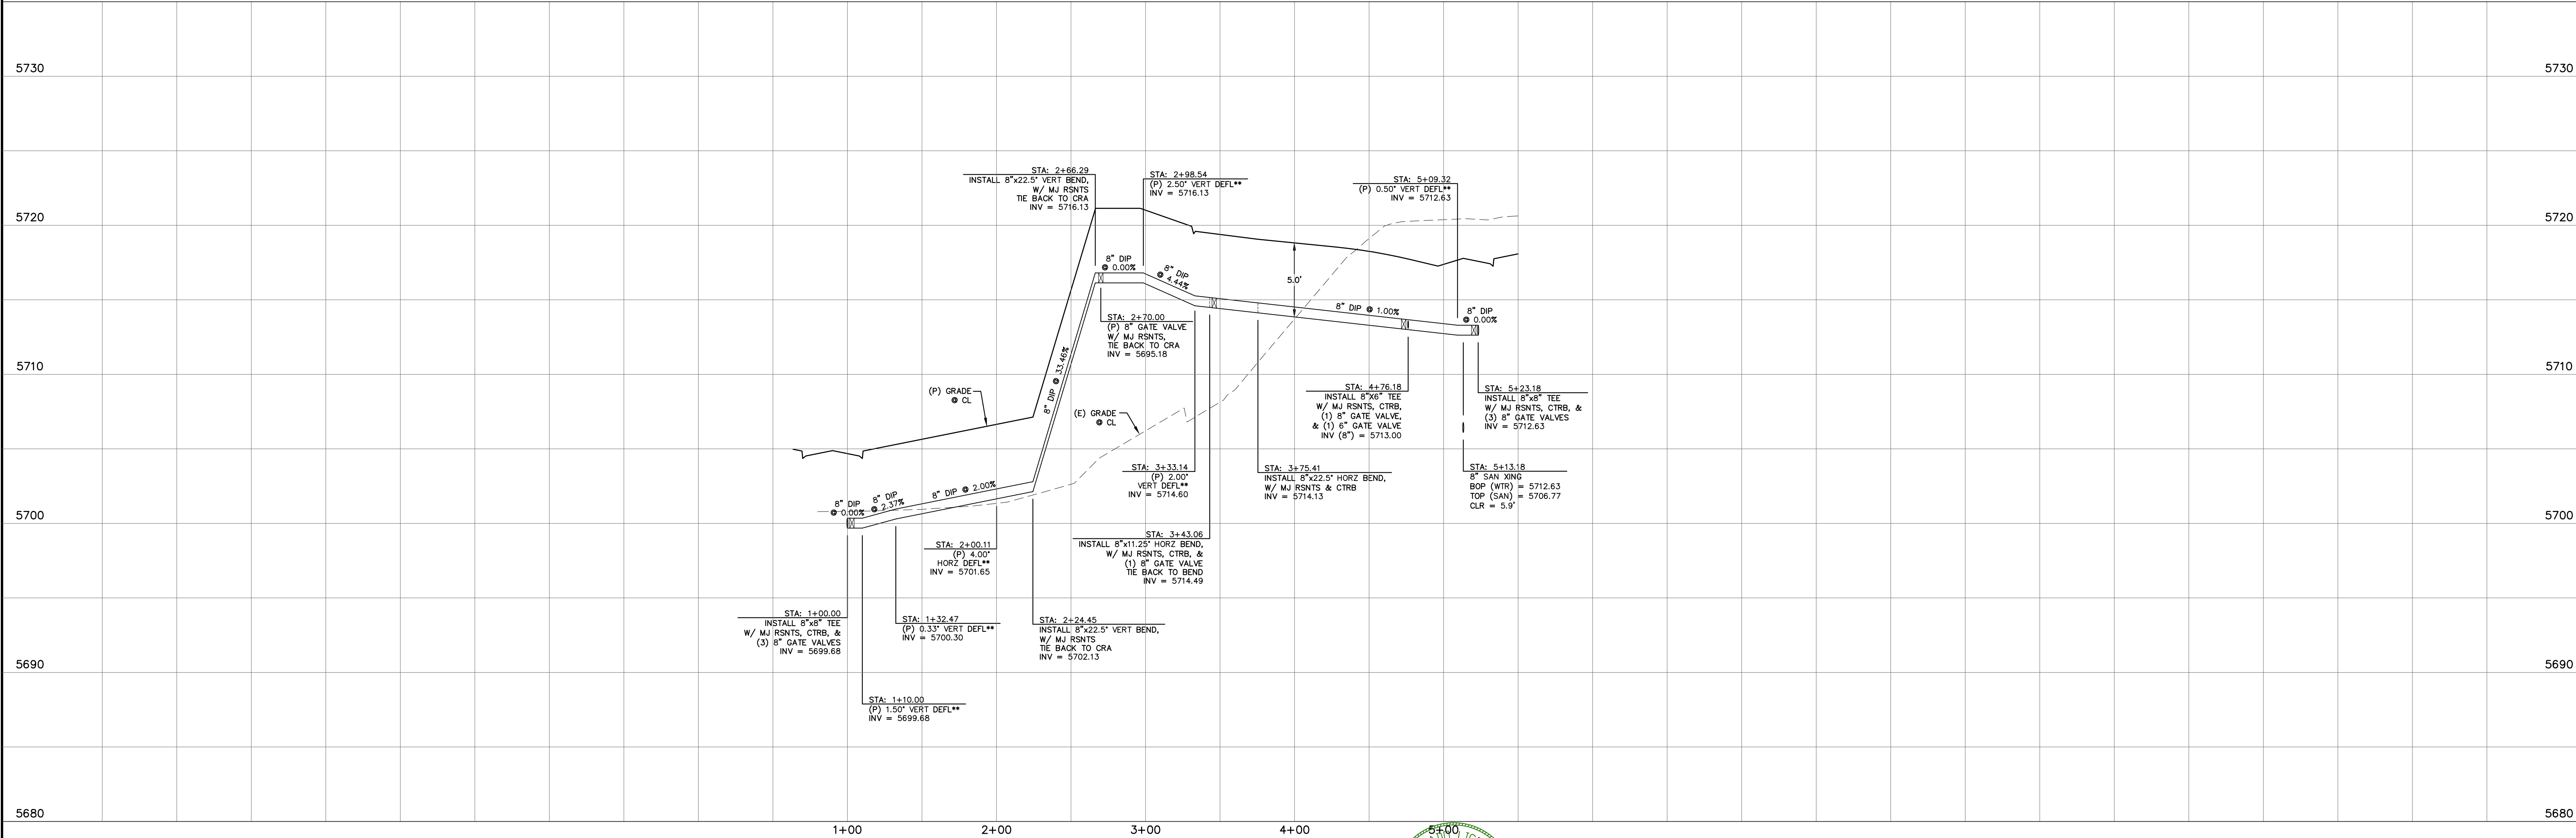 5730
5730
5720
5720
5710
5710
5700
5700
5690
5690
5680
5680
STA: 2+66.29
INSTALL 8"x22.5° VERT BEND,
W/ MJ RSNTS
TIE BACK TO CRA
INV = 5716.13
STA: 2+98.54
(P) 2.50° VERT DEFL**
INV = 5716.13
STA: 5+09.32
(P) 0.50° VERT DEFL**
INV = 5712.63
8" DIP
@ 0.00%
8" DIP
@ 4.44%
5.0'
8" DIP @ 1.00%
8" DIP
@ 0.00%
STA: 2+70.00
(P) 8" GATE VALVE
W/ MJ RSNTS,
TIE BACK TO CRA
INV = 5695.18
8" DIP @ 33.46%
(P) GRADE
@ CL
(E) GRADE
@ CL
STA: 4+76.18
INSTALL 8"X6" TEE
W/ MJ RSNTS, CTRB,
(1) 8" GATE VALVE,
& (1) 6" GATE VALVE
INV (8") = 5713.00
STA: 5+23.18
INSTALL 8"x8" TEE
W/ MJ RSNTS, CTRB, &
(3) 8" GATE VALVES
INV = 5712.63
STA: 3+33.14
(P) 2.00°
VERT DEFL**
INV = 5714.60
STA: 3+75.41
INSTALL 8"x22.5° HORZ BEND,
W/ MJ RSNTS & CTRB
INV = 5714.13
STA: 5+13.18
8" SAN XING
BOP (WTR) = 5712.63
TOP (SAN) = 5706.77
CLR = 5.9'
8" DIP
@ 0.00%
8" DIP
@ 2.37%
8" DIP @ 2.00%
STA: 2+00.11
(P) 4.00°
HORZ DEFL**
INV = 5701.65
STA: 3+43.06
INSTALL 8"x11.25° HORZ BEND,
W/ MJ RSNTS, CTRB, &
(1) 8" GATE VALVE
TIE BACK TO BEND
INV = 5714.49
STA: 1+00.00
INSTALL 8"x8" TEE
W/ MJ RSNTS, CTRB, &
(3) 8" GATE VALVES
INV = 5699.68
STA: 1+32.47
(P) 0.33° VERT DEFL**
INV = 5700.30
STA: 2+24.45
INSTALL 8"x22.5° VERT BEND,
W/ MJ RSNTS
TIE BACK TO CRA
INV = 5702.13
STA: 1+10.00
(P) 1.50° VERT DEFL**
INV = 5699.68
1+00
2+00
3+00
4+00
5+00